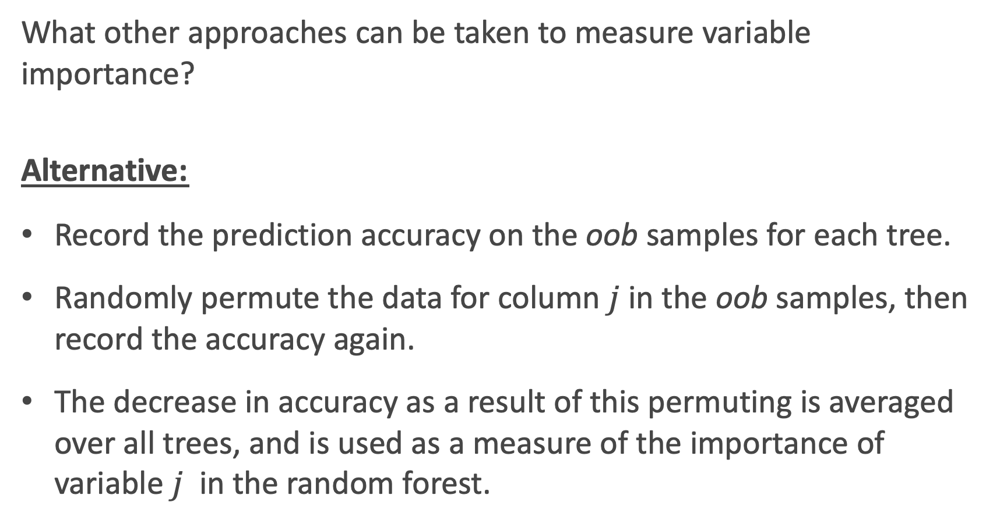 What other approaches can be taken to measure variable
importance?
Alternative:
• Record the prediction accuracy on the oob samples for each tree.
• Randomly permute the data for column j in the oob samples, then
record the accuracy again.
• The decrease in accuracy as a result of this permuting is averaged
over all trees, and is used as a measure of the importance of
variable j in the random forest.